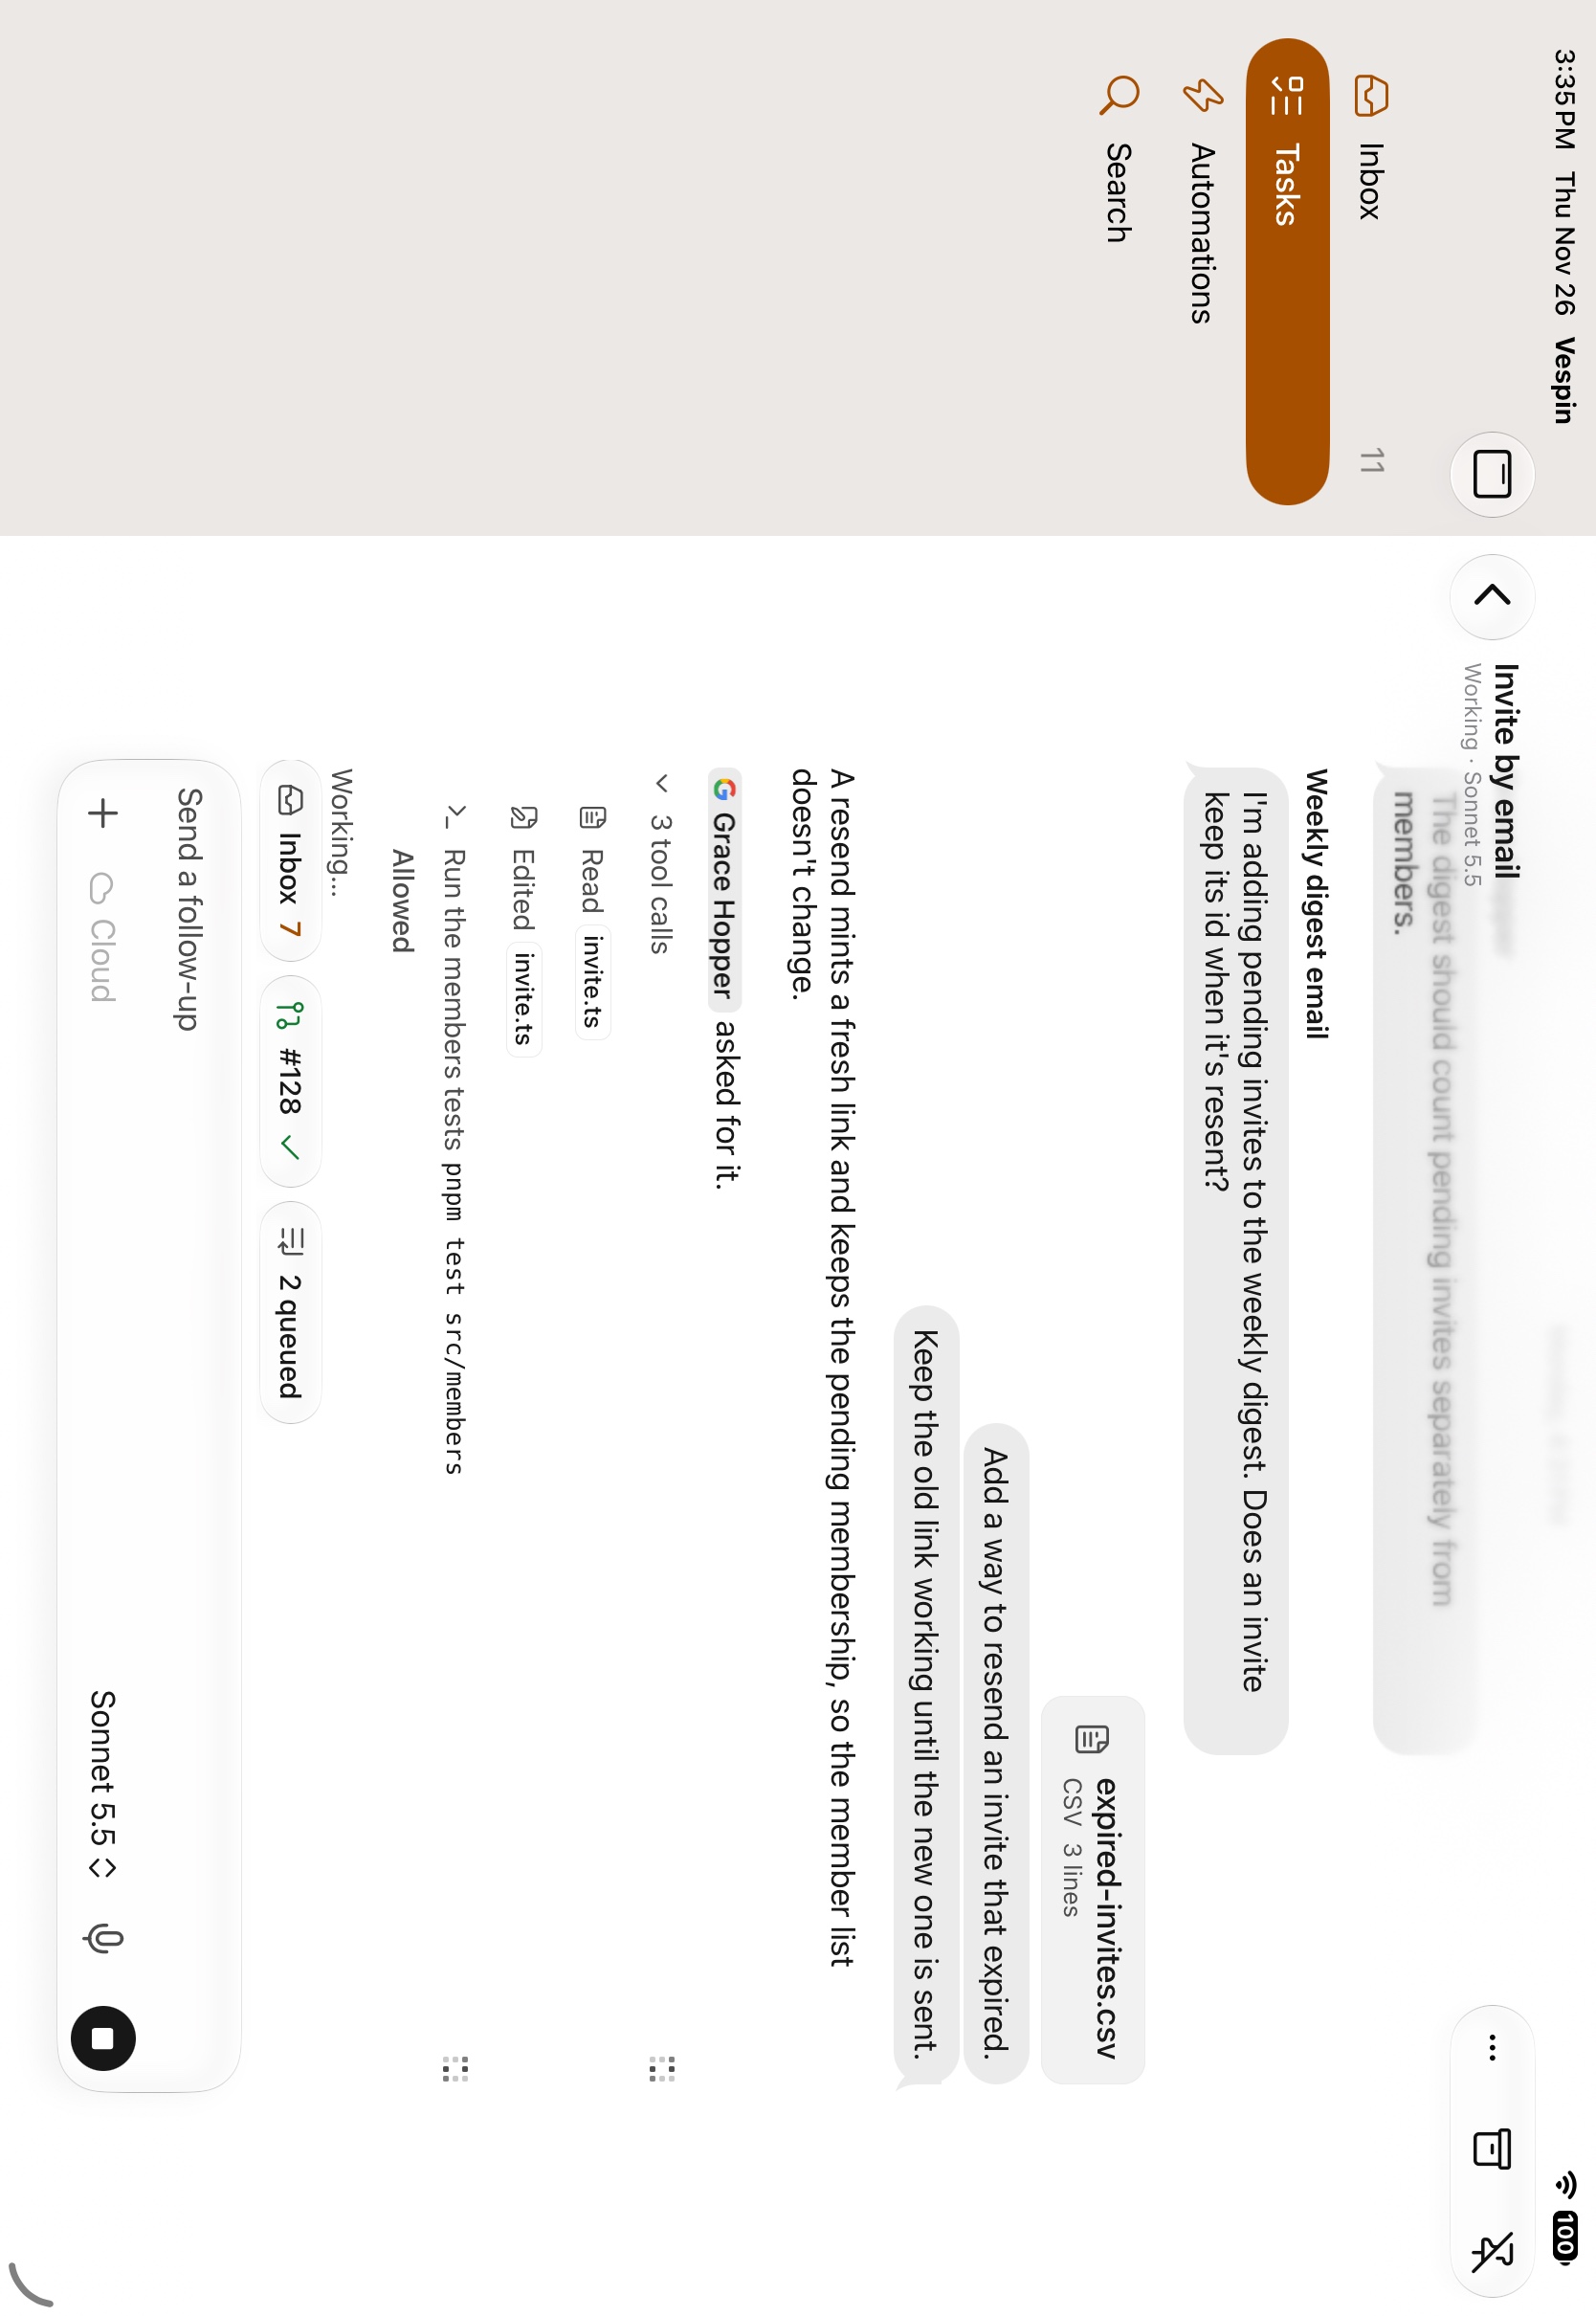 3:35 PM Thu Nov 26 Vespin
100
Inbox 11
Tasks
Automations
Search
Invite by email
Working · Sonnet 5.5
The digest should count pending invites separately from
members.
Weekly digest email
I'm adding pending invites to the weekly digest. Does an invite
keep its id when it's resent?
expired-invites.csv
CSV 3 lines
Add a way to resend an invite that expired.
Keep the old link working until the new one is sent.
A resend mints a fresh link and keeps the pending membership, so the member list
doesn't change.
Grace Hopper asked for it.
3 tool calls
Read invite.ts
Edited invite.ts
Run the members tests pnpm test src/members
Allowed
Working...
Inbox 7
#128
2 queued
Send a follow-up
Cloud
Sonnet 5.5